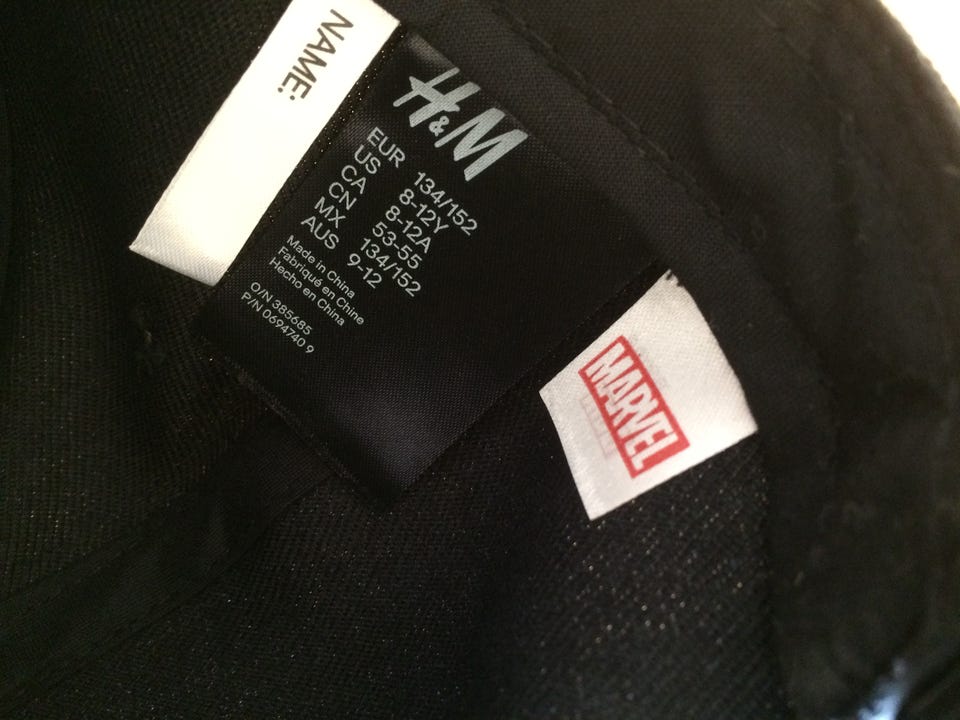 NAME:
H&M
EUR 134/152
US 8-12Y
CA 8-12A
CN 53-55
MX 134/152
AUS 9-12
Made in China
Fabriqué en Chine
Hecho en China
O/N 385685
P/N 0694740 9
MARVEL